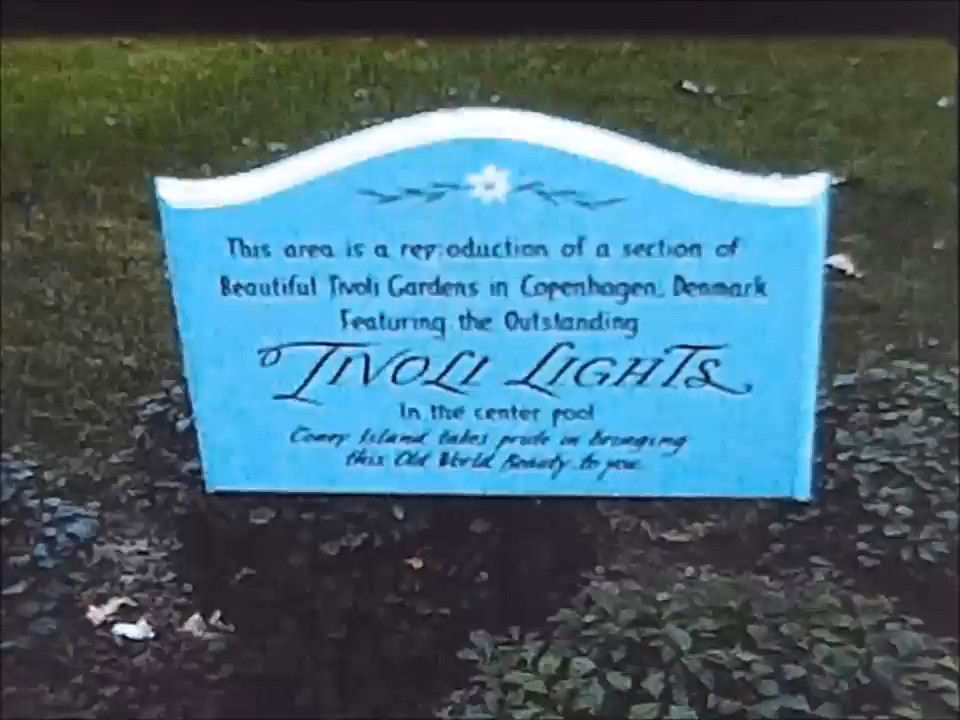 This area is a reproduction of a section of
Beautiful Tivoli Gardens in Copenhagen, Denmark
Featuring the Outstanding
TIVOLI LIGHTS
In the center pool
Coney Island takes pride in bringing
this Old World Beauty to you.